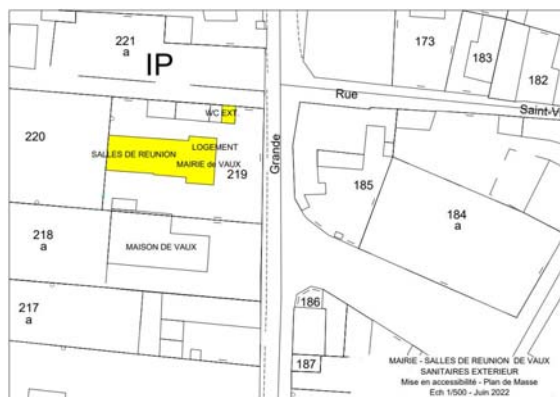 221
a
IP
173
183
182
Rue
Saint-V
WC EXT.
220
LOGEMENT
SALLES DE REUNION
MAIRIE de VAUX
219
Grande
185
184
a
218
a
MAISON DE VAUX
217
a
186
187
MAIRIE - SALLES DE REUNION DE VAUX
SANITAIRES EXTERIEUR
Mise en accessibilité - Plan de Masse
Ech 1/500 - Juin 2022